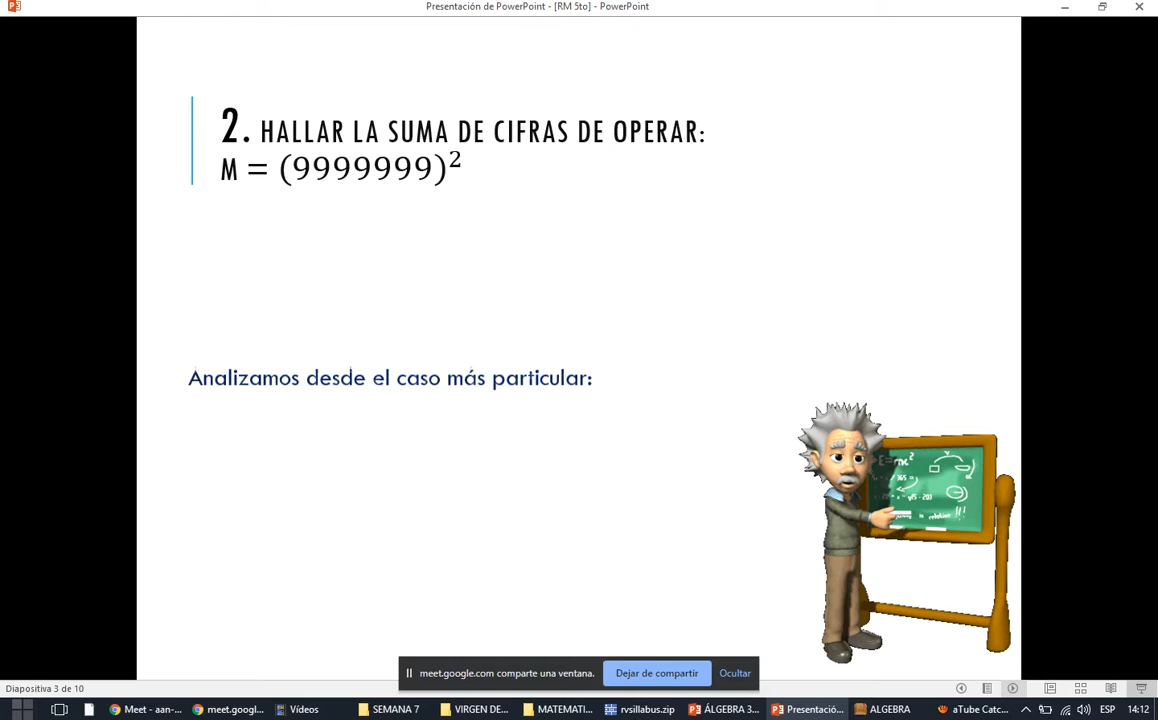 Presentación de PowerPoint - [RM 5to] - PowerPoint
2. HALLAR LA SUMA DE CIFRAS DE OPERAR:
M = (9999999)²
Analizamos desde el caso más particular:
E=mc²
meet.google.com comparte una ventana.
Dejar de compartir
Ocultar
Diapositiva 3 de 10
Meet - aan-...
meet.googl...
Vídeos
SEMANA 7
VIRGEN DE...
MATEMATI...
rvsillabus.zip
ÁLGEBRA 3...
Presentació...
ALGEBRA
aTube Catc...
ESP
14:12